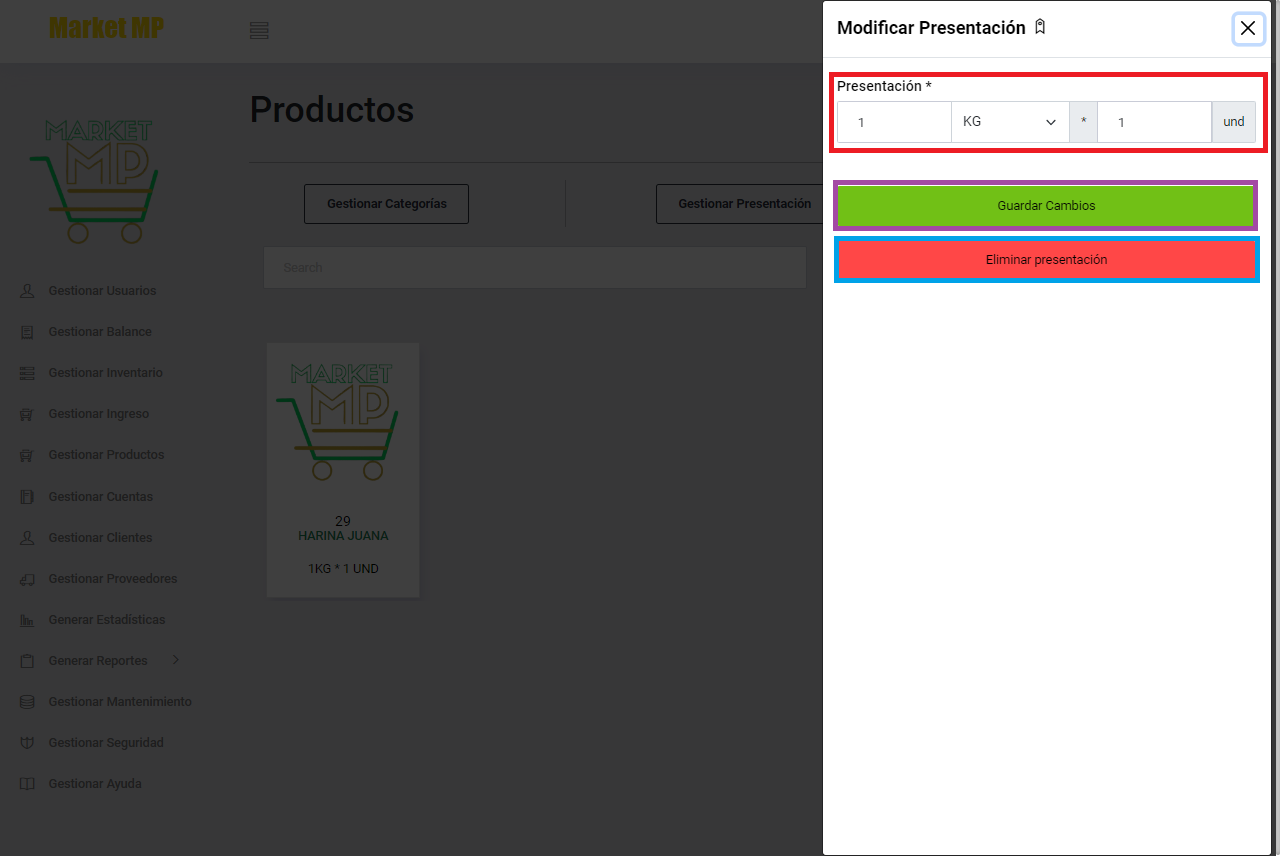 Market MP
Modificar Presentación
Presentación *
1 KG * 1 und
Guardar Cambios
Eliminar presentación
MARKET
MP
Gestionar Usuarios
Gestionar Balance
Gestionar Inventario
Gestionar Ingreso
Gestionar Productos
Gestionar Cuentas
Gestionar Clientes
Gestionar Proveedores
Generar Estadísticas
Generar Reportes
Gestionar Mantenimiento
Gestionar Seguridad
Gestionar Ayuda
Productos
Gestionar Categorías
Gestionar Presentación
Search
MARKET
MP
29
HARINA JUANA
1KG * 1 UND